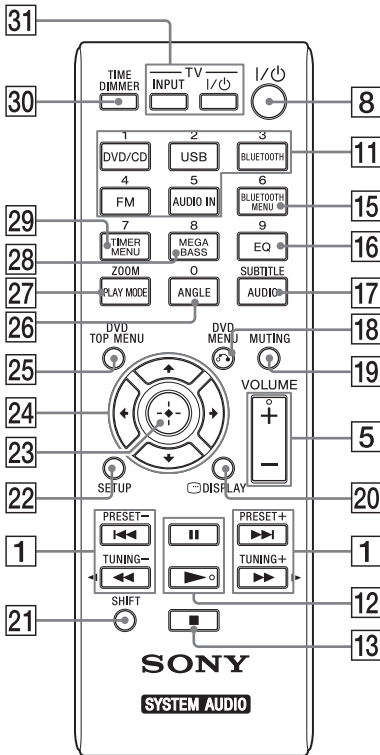 31
TV
TIME
DIMMER
INPUT
I/⏻
I/⏻
30
8
1
2
3
DVD/CD
USB
BLUETOOTH
11
4
5
6
FM
AUDIO IN
BLUETOOTH
MENU
15
29
7
8
9
TIMER
MENU
MEGA
BASS
EQ
16
28
ZOOM
0
SUBTITLE
27
PLAY MODE
ANGLE
AUDIO
17
26
DVD
TOP MENU
DVD
MENU
MUTING
18
25
19
VOLUME
24
+
5
23
−
22
SETUP
DISPLAY
20
PRESET−
PRESET+
1
1
TUNING−
TUNING+
12
SHIFT
21
13
SONY
SYSTEM AUDIO